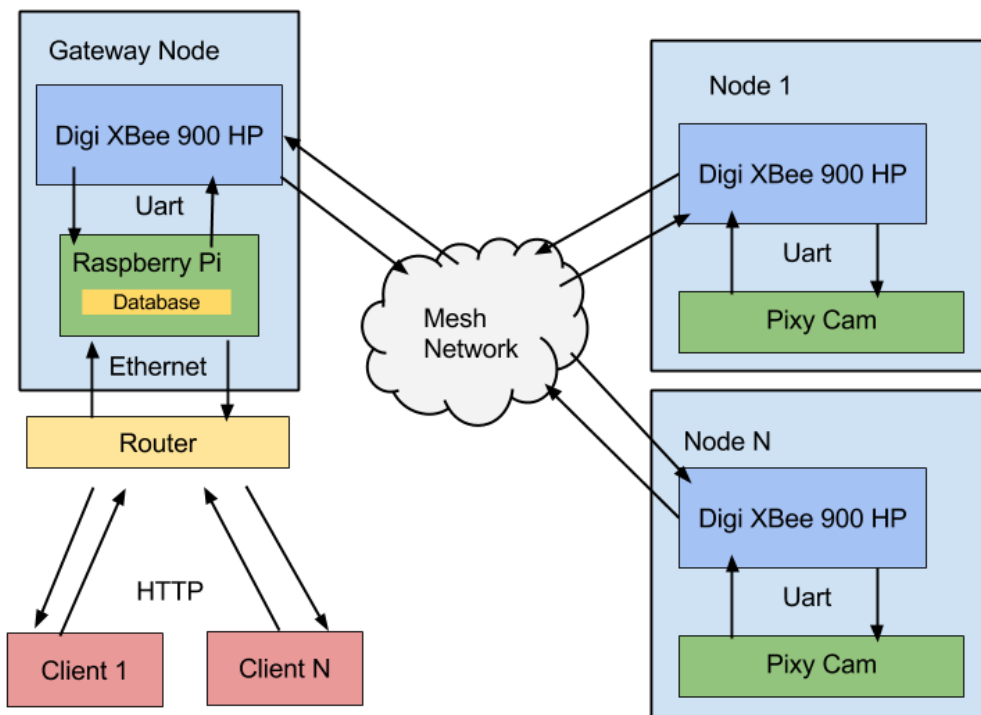 Gateway Node
Digi XBee 900 HP
Uart
Raspberry Pi
Database
Ethernet
Router
HTTP
Client 1
Client N
Mesh
Network
Node 1
Digi XBee 900 HP
Uart
Pixy Cam
Node N
Digi XBee 900 HP
Uart
Pixy Cam